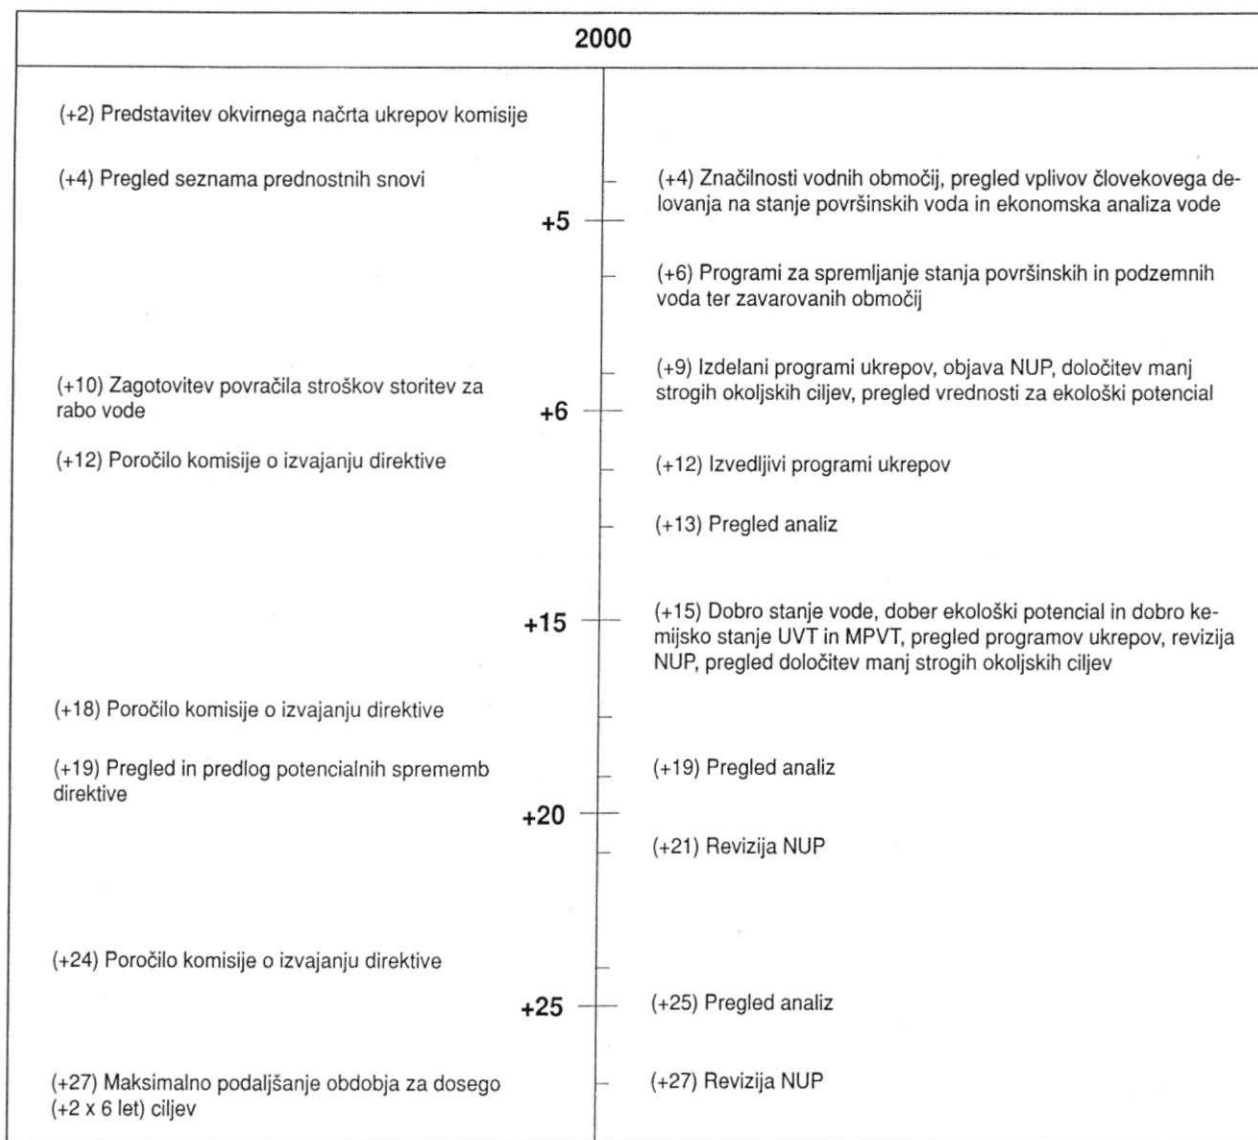 2000
(+2) Predstavitev okvirnega načrta ukrepov komisije
(+4) Pregled seznama prednostnih snovi
(+4) Značilnosti vodnih območij, pregled vplivov človekovega de-
lovanja na stanje površinskih voda in ekonomska analiza vode
+5
(+6) Programi za spremljanje stanja površinskih in podzemnih
voda ter zavarovanih območij
(+9) Izdelani programi ukrepov, objava NUP, določitev manj
strogih okoljskih ciljev, pregled vrednosti za ekološki potencial
(+10) Zagotovitev povračila stroškov storitev za
rabo vode
+6
(+12) Poročilo komisije o izvajanju direktive
(+12) Izvedljivi programi ukrepov
(+13) Pregled analiz
+15
(+15) Dobro stanje vode, dober ekološki potencial in dobro ke-
mijsko stanje UVT in MPVT, pregled programov ukrepov, revizija
NUP, pregled določitev manj strogih okoljskih ciljev
(+18) Poročilo komisije o izvajanju direktive
(+19) Pregled in predlog potencialnih sprememb
direktive
(+19) Pregled analiz
+20
(+21) Revizija NUP
(+24) Poročilo komisije o izvajanju direktive
+25
(+25) Pregled analiz
(+27) Maksimalno podaljšanje obdobja za dosego
(+2 x 6 let) ciljev
(+27) Revizija NUP